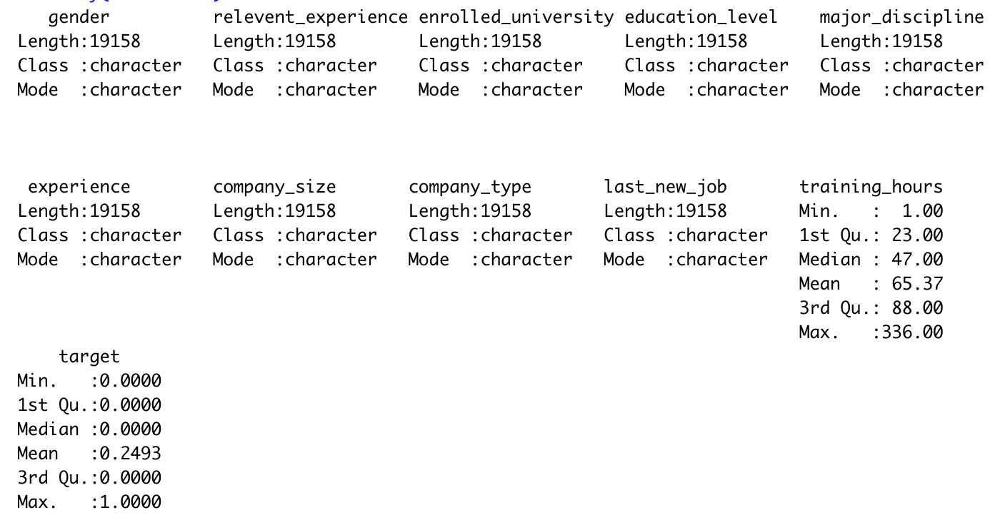 gender relevent_experience enrolled_university education_level major_discipline
Length:19158 Length:19158 Length:19158 Length:19158 Length:19158
Class :character Class :character Class :character Class :character Class :character
Mode :character Mode :character Mode :character Mode :character Mode :character
experience company_size company_type last_new_job training_hours
Length:19158 Length:19158 Length:19158 Length:19158 Min. : 1.00
Class :character Class :character Class :character Class :character 1st Qu.: 23.00
Mode :character Mode :character Mode :character Mode :character Median : 47.00
Mean : 65.37
3rd Qu.: 88.00
Max. :336.00
target
Min. :0.0000
1st Qu.:0.0000
Median :0.0000
Mean :0.2493
3rd Qu.:0.0000
Max. :1.0000